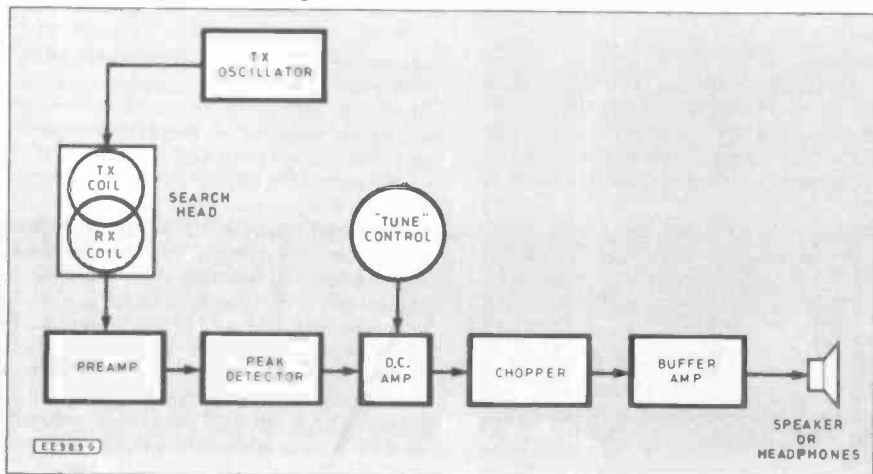 TX
OSCILLATOR
TX
COIL
RX
COIL
SEARCH
HEAD
"TUNE"
CONTROL
PREAMP
PEAK
DETECTOR
D.C.
AMP
CHOPPER
BUFFER
AMP
SPEAKER
OR
HEADPHONES
EE989G